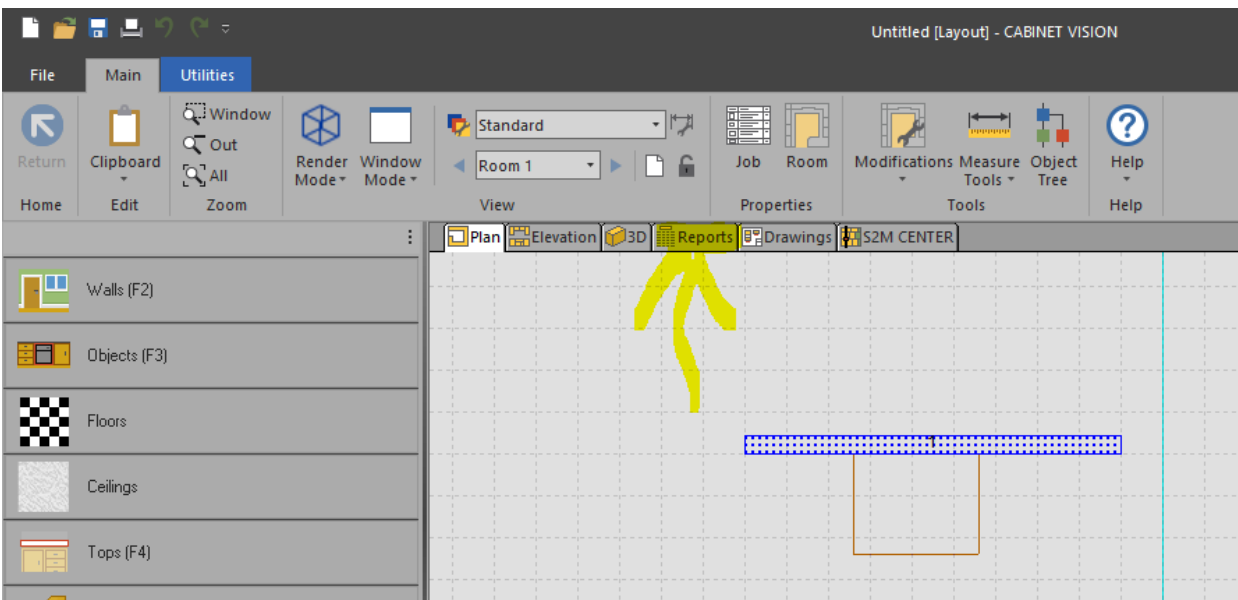 Untitled [Layout] - CABINET VISION
File Main Utilities
Window
Out
All
Return
Clipboard
Render Mode
Window Mode
Standard
Room 1
Job
Room
Modifications
Measure Tools
Object Tree
Help
Home Edit Zoom View Properties Tools Help
Plan Elevation 3D Reports Drawings S2M CENTER
Walls (F2)
Objects (F3)
Floors
Ceilings
Tops (F4)
1